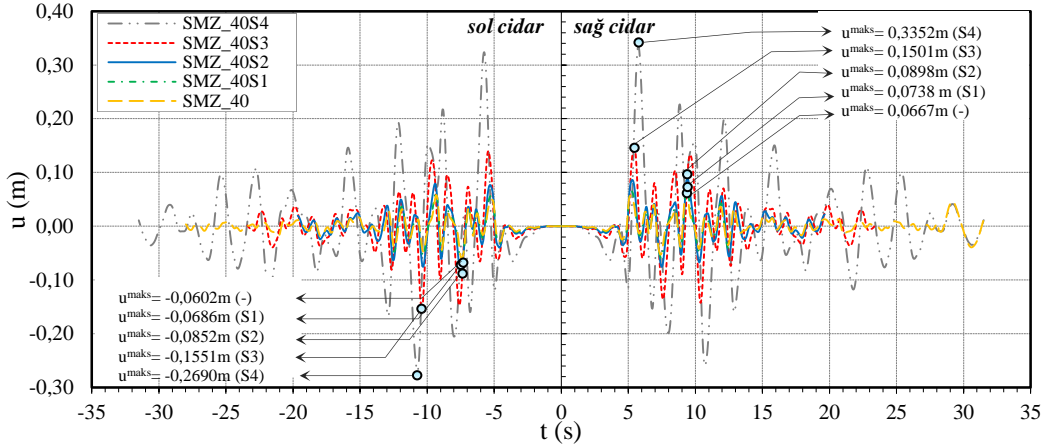 0,40
0,30
0,20
0,10
0,00
-0,10
-0,20
-0,30
u (m)
SMZ_40S4
SMZ_40S3
SMZ_40S2
SMZ_40S1
SMZ_40
sol cidar
sağ cidar
uᵐᵃᵏˢ= 0,3352m (S4)
uᵐᵃᵏˢ= 0,1501m (S3)
uᵐᵃᵏˢ= 0,0898m (S2)
uᵐᵃᵏˢ= 0,0738 m (S1)
uᵐᵃᵏˢ= 0,0667m (-)
uᵐᵃᵏˢ= -0,0602m (-)
uᵐᵃᵏˢ= -0,0686m (S1)
uᵐᵃᵏˢ= -0,0852m (S2)
uᵐᵃᵏˢ= -0.1551m (S3)
uᵐᵃᵏˢ= -0,2690m (S4)
-35 -30 -25 -20 -15 -10 -5 0 5 10 15 20 25 30 35
t (s)